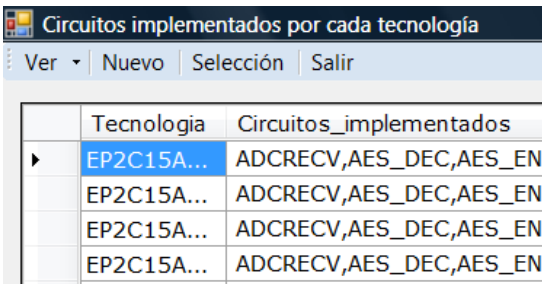 Circuitos implementados por cada tecnología
Ver Nuevo Selección Salir
Tecnologia Circuitos_implementados
EP2C15A... ADCRECV,AES_DEC,AES_EN
EP2C15A... ADCRECV,AES_DEC,AES_EN
EP2C15A... ADCRECV,AES_DEC,AES_EN
EP2C15A... ADCRECV,AES_DEC,AES_EN